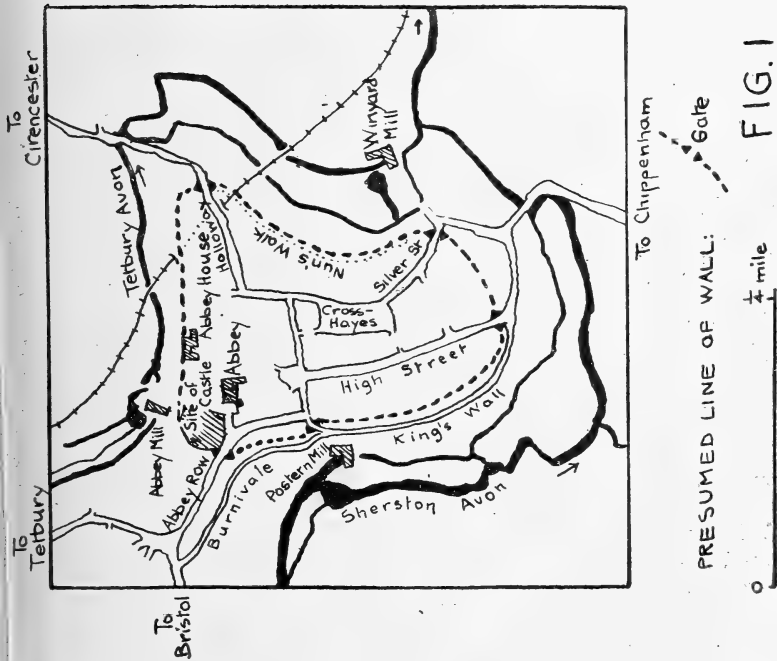 To
Tetbury
To
Cirencester
To
Bristol
Tetbury Avon
Abbey Mill
Site of
Castle
Abbey House
Holloway
Abbey
Abbey Row
Burnivale
Postern Mill
Nun's Walk
Winyard
Mill
Cross-
Hayes
Silver St
High Street
King's Wall
Sherston Avon
To Chippenham
PRESUMED LINE OF WALL:
Gate
0
¼ mile
FIG. 1